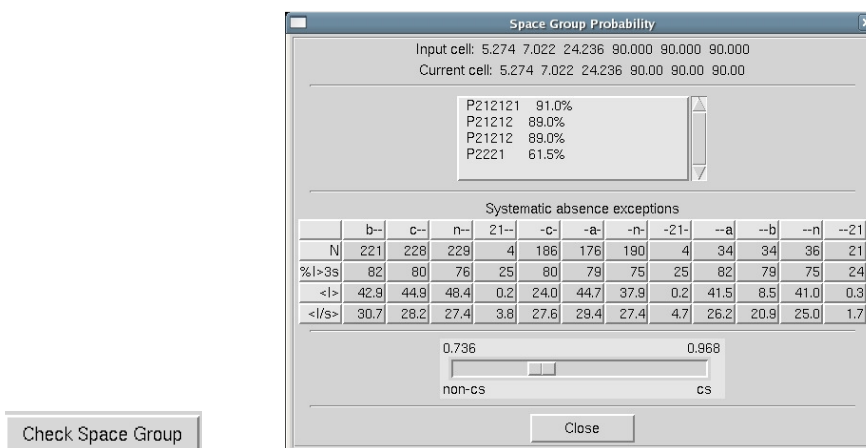 Space Group Probability
Input cell: 5.274 7.022 24.236 90.000 90.000 90.000
Current cell: 5.274 7.022 24.236 90.00 90.00 90.00
P212121 91.0%
P21212 89.0%
P21212 89.0%
P2221 61.5%
Systematic absence exceptions
b-- c-- n-- 21-- -c- -a- -n- -21- --a --b --n --21
N 221 228 229 4 186 176 190 4 34 34 36 21
%I>3s 82 80 76 25 80 79 75 25 82 79 75 24
<I> 42.9 44.9 48.4 0.2 24.0 44.7 37.9 0.2 41.5 8.5 41.0 0.3
<I/s> 30.7 28.2 27.4 3.8 27.6 29.4 27.4 4.7 26.2 20.9 25.0 1.7
0.736 0.968
non-cs cs
Close
Check Space Group